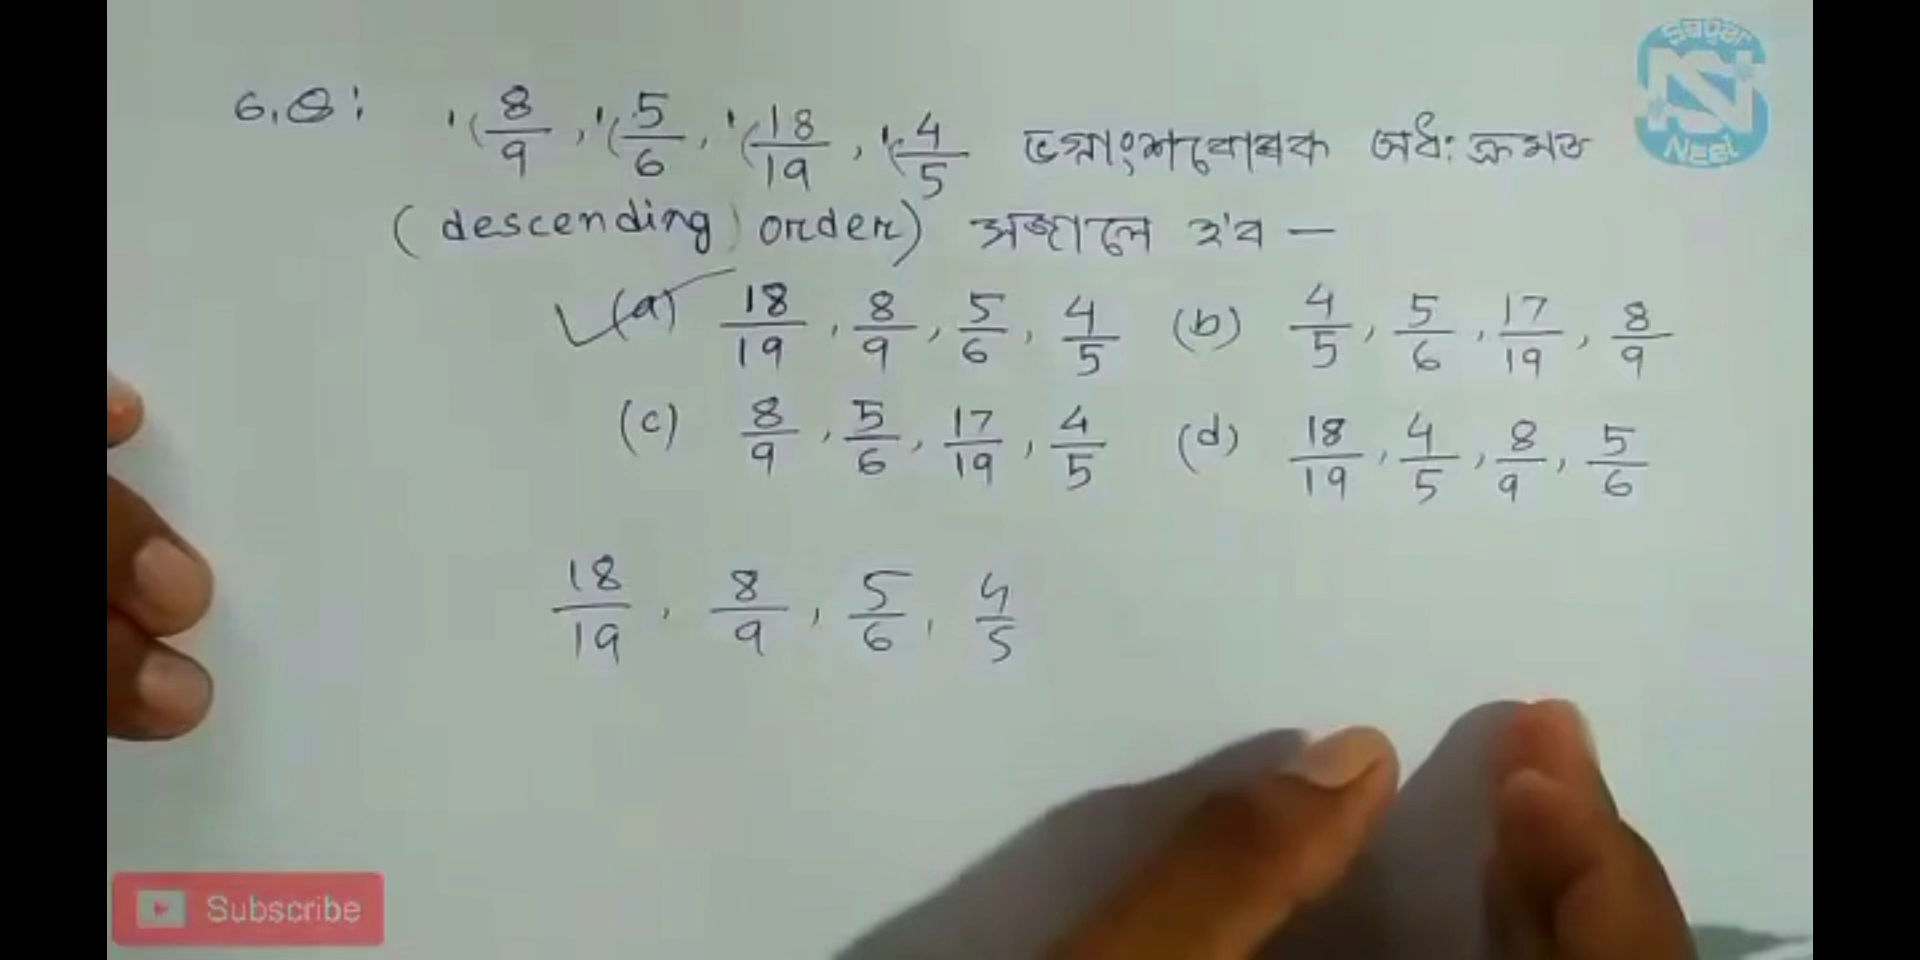 Sagar
Neel
6.Q: 8/9, 5/6, 18/19, 4/5 ভগ্নাংশবোৰক অধঃক্ৰমত
(descending order) সজালে হ'ব —
(a) 18/19, 8/9, 5/6, 4/5 (b) 4/5, 5/6, 17/19, 8/9
(c) 8/9, 5/6, 17/19, 4/5 (d) 18/19, 4/5, 8/9, 5/6
18/19, 8/9, 5/6, 4/5
Subscribe